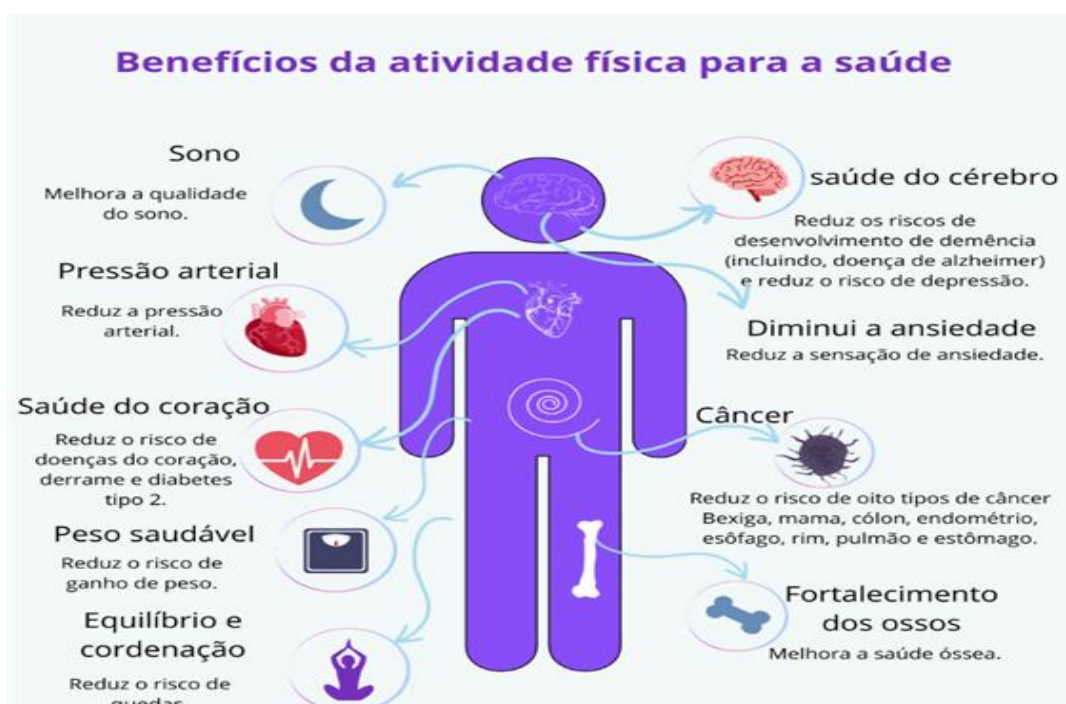 Benefícios da atividade física para a saúde
Sono
Melhora a qualidade
do sono.
Pressão arterial
Reduz a pressão
arterial.
Saúde do coração
Reduz o risco de
doenças do coração,
derrame e diabetes
tipo 2.
Peso saudável
Reduz o risco de
ganho de peso.
Equilíbrio e
cordenação
Reduz o risco de
quedas
saúde do cérebro
Reduz os riscos de
desenvolvimento de demência
(incluindo, doença de alzheimer)
e reduz o risco de depressão.
Diminui a ansiedade
Reduz a sensação de ansiedade.
Câncer
Reduz o risco de oito tipos de câncer
Bexiga, mama, cólon, endométrio,
esôfago, rim, pulmão e estômago.
Fortalecimento
dos ossos
Melhora a saúde óssea.